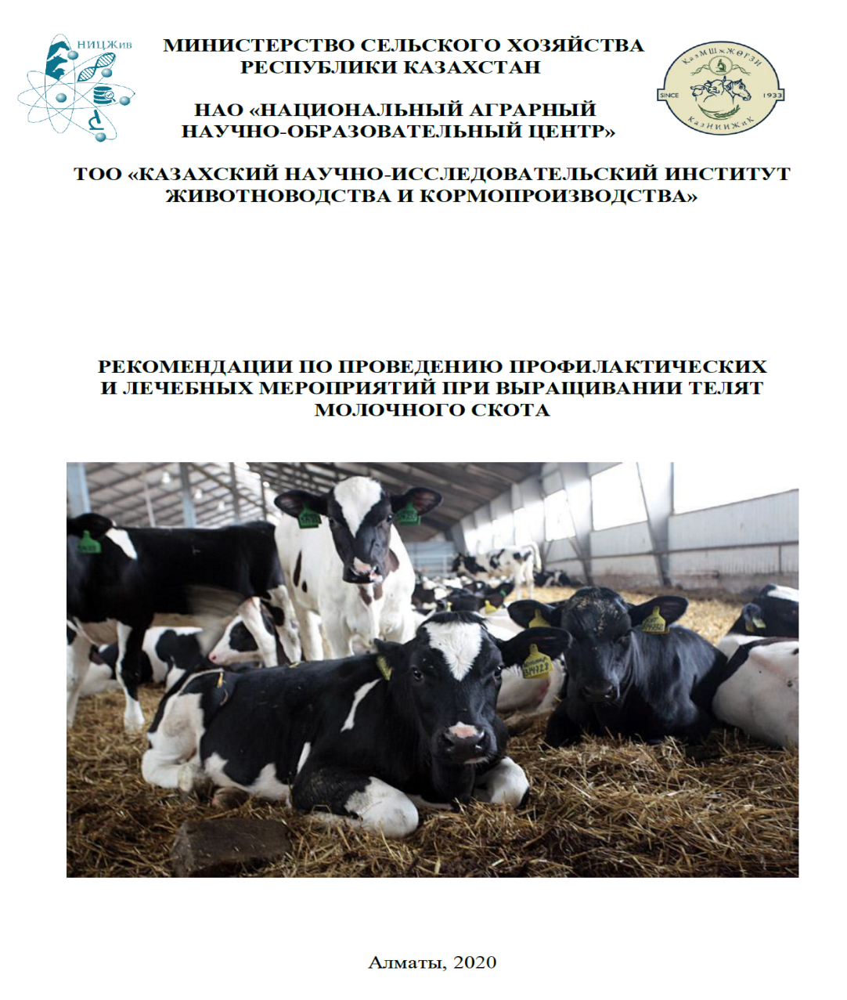 НИЦЖив
МИНИСТЕРСТВО СЕЛЬСКОГО ХОЗЯЙСТВА
РЕСПУБЛИКИ КАЗАХСТАН
НАО «НАЦИОНАЛЬНЫЙ АГРАРНЫЙ
НАУЧНО-ОБРАЗОВАТЕЛЬНЫЙ ЦЕНТР»
ҚазМШжЖӨҒЗИ
SINCE 1933
КазНИИЖиК
ТОО «КАЗАХСКИЙ НАУЧНО-ИССЛЕДОВАТЕЛЬСКИЙ ИНСТИТУТ
ЖИВОТНОВОДСТВА И КОРМОПРОИЗВОДСТВА»
РЕКОМЕНДАЦИИ ПО ПРОВЕДЕНИЮ ПРОФИЛАКТИЧЕСКИХ
И ЛЕЧЕБНЫХ МЕРОПРИЯТИЙ ПРИ ВЫРАЩИВАНИИ ТЕЛЯТ
МОЛОЧНОГО СКОТА
Алматы, 2020